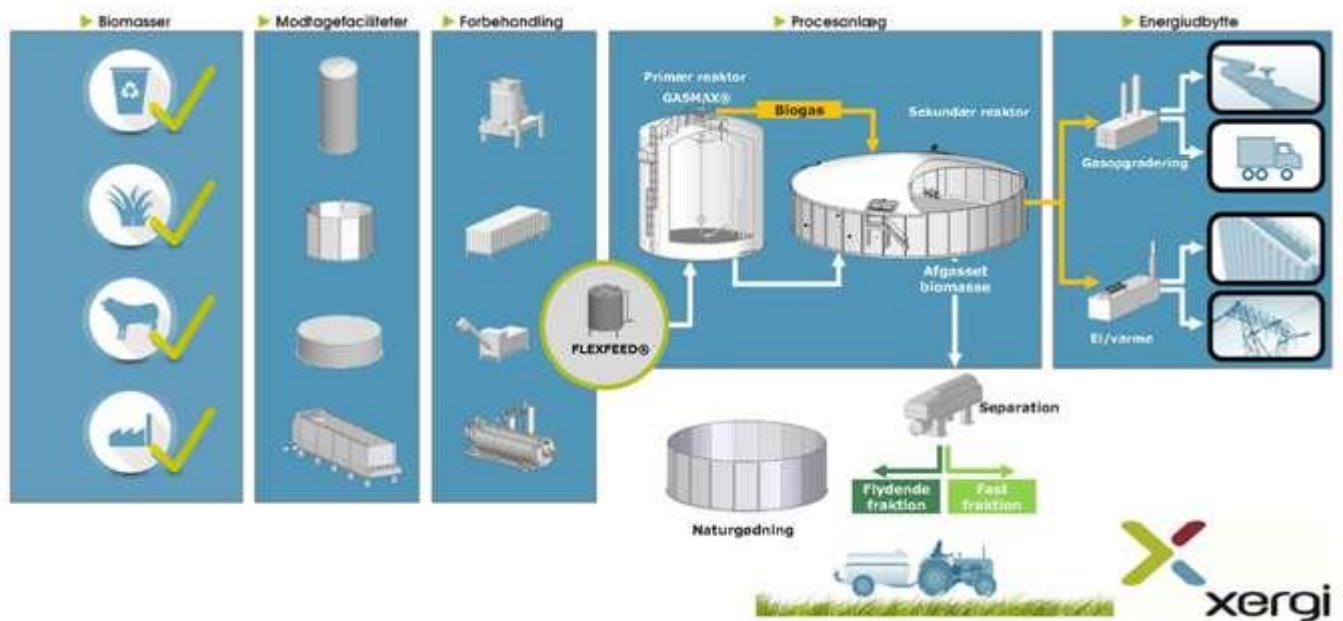 Biomasser
Modtagefaciliteter
Forbehandling
Procesanlæg
Energiudbytte
Primær reaktor
GASMAX®
Biogas
Sekundær reaktor
Gasopgradering
Afgasset
biomasse
FLEXFEED®
El/varme
Separation
Flydende
fraktion
Fast
fraktion
Naturgødning
xergi